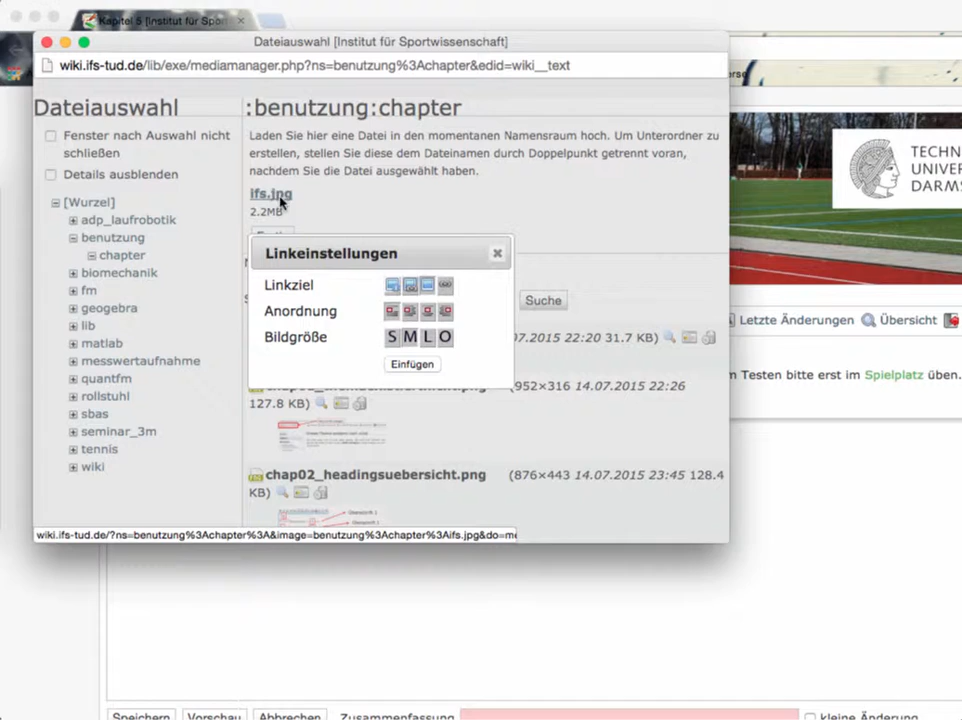 Kapitel 5 [Institut für Spor
Dateiauswahl [Institut für Sportwissenschaft]
wiki.ifs-tud.de/lib/exe/mediamanager.php?ns=benutzung%3Achapter&edid=wiki__text
Dateiauswahl
Fenster nach Auswahl nicht
schließen
Details ausblenden
[Wurzel]
adp_laufrobotik
benutzung
chapter
biomechanik
fm
geogebra
lib
matlab
messwertaufnahme
quantfm
rollstuhl
sbas
seminar_3m
tennis
wiki
:benutzung:chapter
Laden Sie hier eine Datei in den momentanen Namensraum hoch. Um Unterordner zu
erstellen, stellen Sie diese dem Dateinamen durch Doppelpunkt getrennt voran,
nachdem Sie die Datei ausgewählt haben.
ifs.jpg
2.2MB
Linkeinstellungen
Linkziel
Anordnung
Bildgröße S M L O
Einfügen
Suche
7.2015 22:20 31.7 KB)
(952×316 14.07.2015 22:26
127.8 KB)
chap02_headingsuebersicht.png (876×443 14.07.2015 23:45 128.4
KB)
wiki.ifs-tud.de/?ns=benutzung%3Achapter%3A&image=benutzung%3Achapter%3Aifs.jpg&do=me
TECHN
UNIVER
DARMS
Letzte Änderungen Übersicht
m Testen bitte erst im Spielplatz üben.
Speichern Vorschau Abbrechen Zusammenfassung kleine Änderung